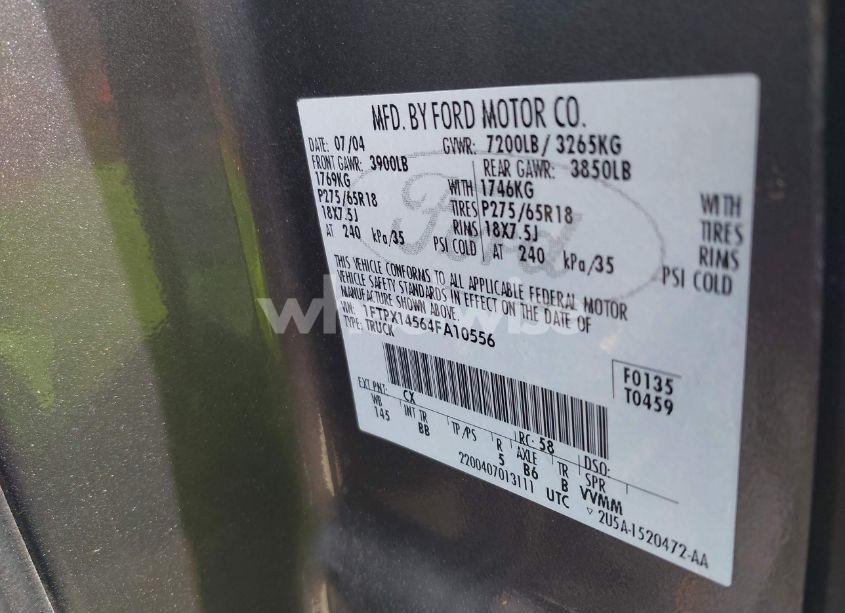 MFD. BY FORD MOTOR CO.
DATE: 07/04 GVWR: 7200LB / 3265KG
FRONT GAWR: 3900LB REAR GAWR: 3850LB
1769KG WITH 1746KG WITH
P275/65R18 TIRES P275/65R18 TIRES
18X7.5J RIMS 18X7.5J RIMS
AT 240 kPa/35 PSI COLD AT 240 kPa/35 PSI COLD
Ford
THIS VEHICLE CONFORMS TO ALL APPLICABLE FEDERAL MOTOR
VEHICLE SAFETY STANDARDS IN EFFECT ON THE DATE OF
MANUFACTURE SHOWN ABOVE.
VIN: 1FTPX14564FA10556
TYPE: TRUCK
F0135
T0459
EXT PNT: CX RC: 58 DSO:
WB INT TR TP/PS R AXLE TR SPR
145 BB 5 B6 B VVMM
2200407013111 UTC ▽ 2U5A-1520472-AA